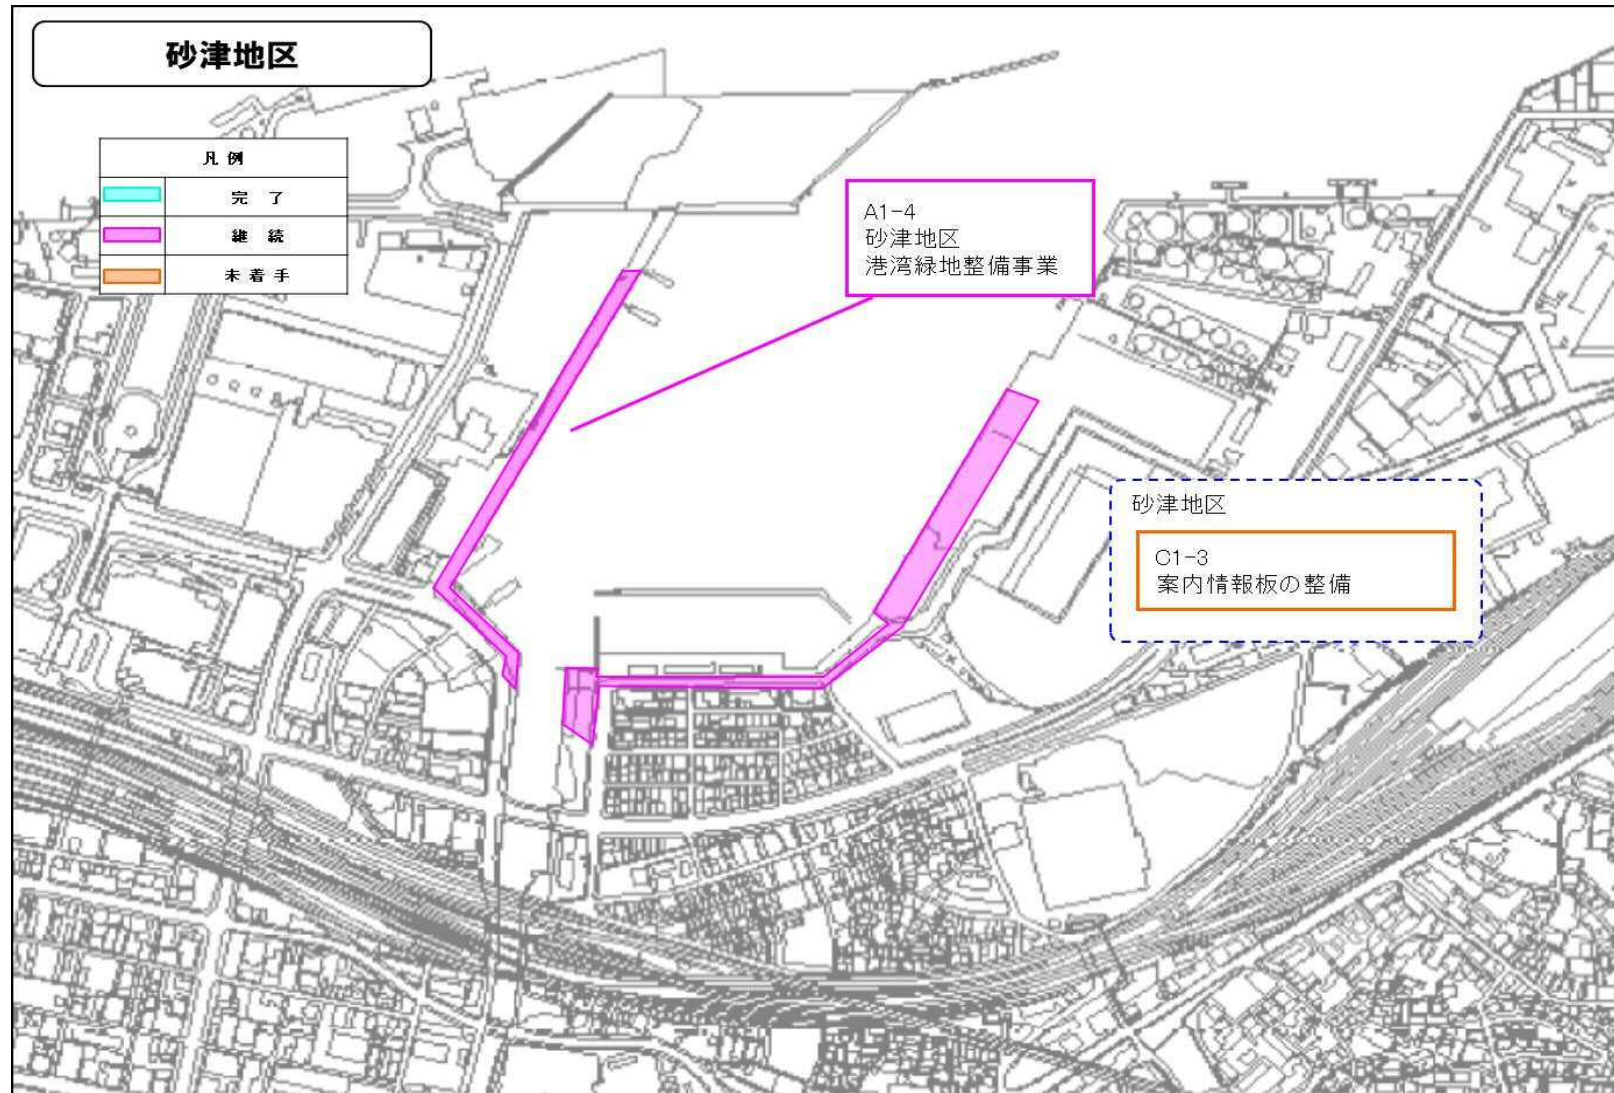 砂津地区
凡 例
完 了
継 続
未 着 手
A1-4
砂津地区
港湾緑地整備事業
砂津地区
C1-3
案内情報板の整備